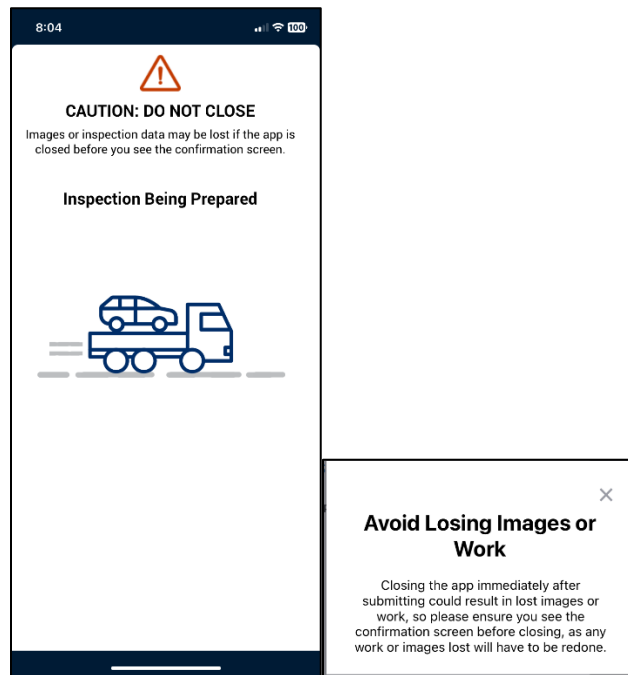 8:04
100
CAUTION: DO NOT CLOSE
Images or inspection data may be lost if the app is
closed before you see the confirmation screen.
Inspection Being Prepared
Avoid Losing Images or
Work
Closing the app immediately after
submitting could result in lost images or
work, so please ensure you see the
confirmation screen before closing, as any
work or images lost will have to be redone.